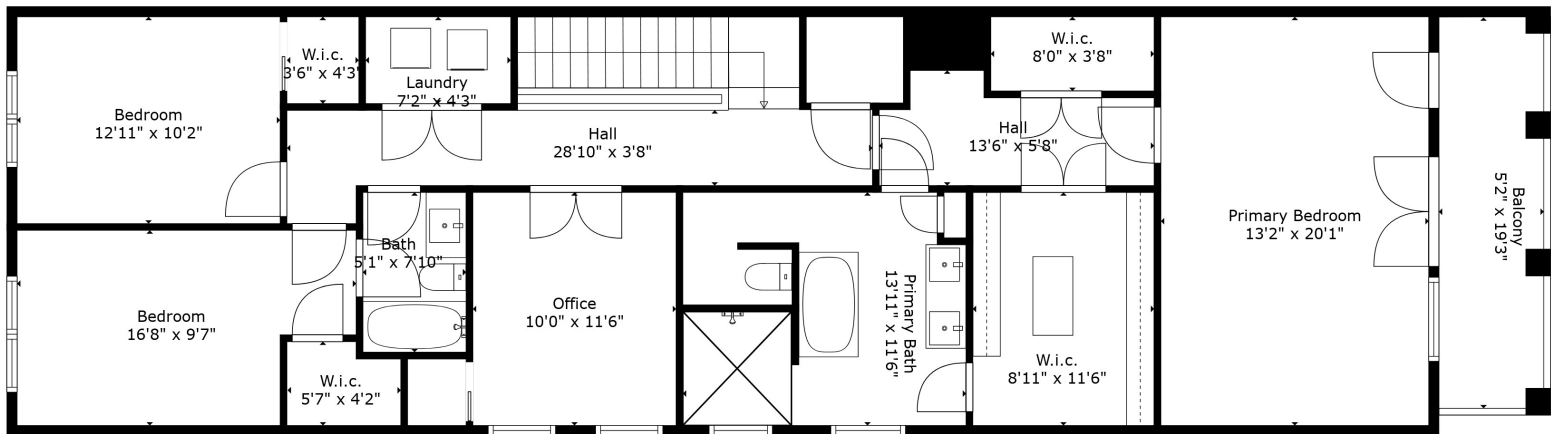 Bedroom
12'11" x 10'2"
W.i.c.
3'6" x 4'3"
Laundry
7'2" x 4'3"
Hall
28'10" x 3'8"
W.i.c.
8'0" x 3'8"
Hall
13'6" x 5'8"
Primary Bedroom
13'2" x 20'1"
Balcony
5'2" x 19'3"
Bedroom
16'8" x 9'7"
Bath
5'1" x 7'10"
W.i.c.
5'7" x 4'2"
Office
10'0" x 11'6"
Primary Bath
13'11" x 11'6"
W.i.c.
8'11" x 11'6"